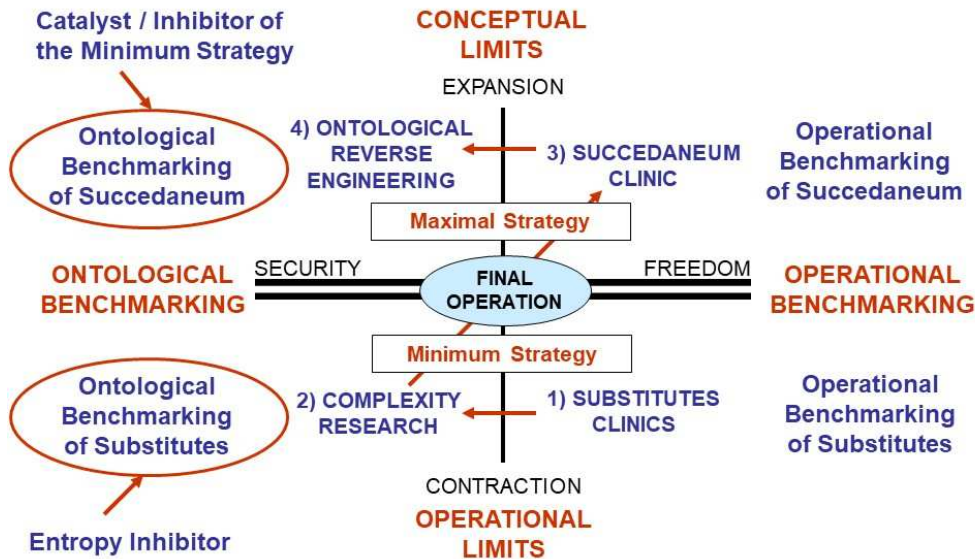 Catalyst / Inhibitor of
the Minimum Strategy
CONCEPTUAL
LIMITS
EXPANSION
Ontological
Benchmarking
of Succedaneum
4) ONTOLOGICAL
REVERSE
ENGINEERING
3) SUCCEDANEUM
CLINIC
Operational
Benchmarking
of Succedaneum
Maximal Strategy
ONTOLOGICAL
BENCHMARKING
SECURITY
FINAL
OPERATION
FREEDOM
OPERATIONAL
BENCHMARKING
Minimum Strategy
Ontological
Benchmarking
of Substitutes
2) COMPLEXITY
RESEARCH
1) SUBSTITUTES
CLINICS
Operational
Benchmarking
of Substitutes
CONTRACTION
OPERATIONAL
LIMITS
Entropy Inhibitor